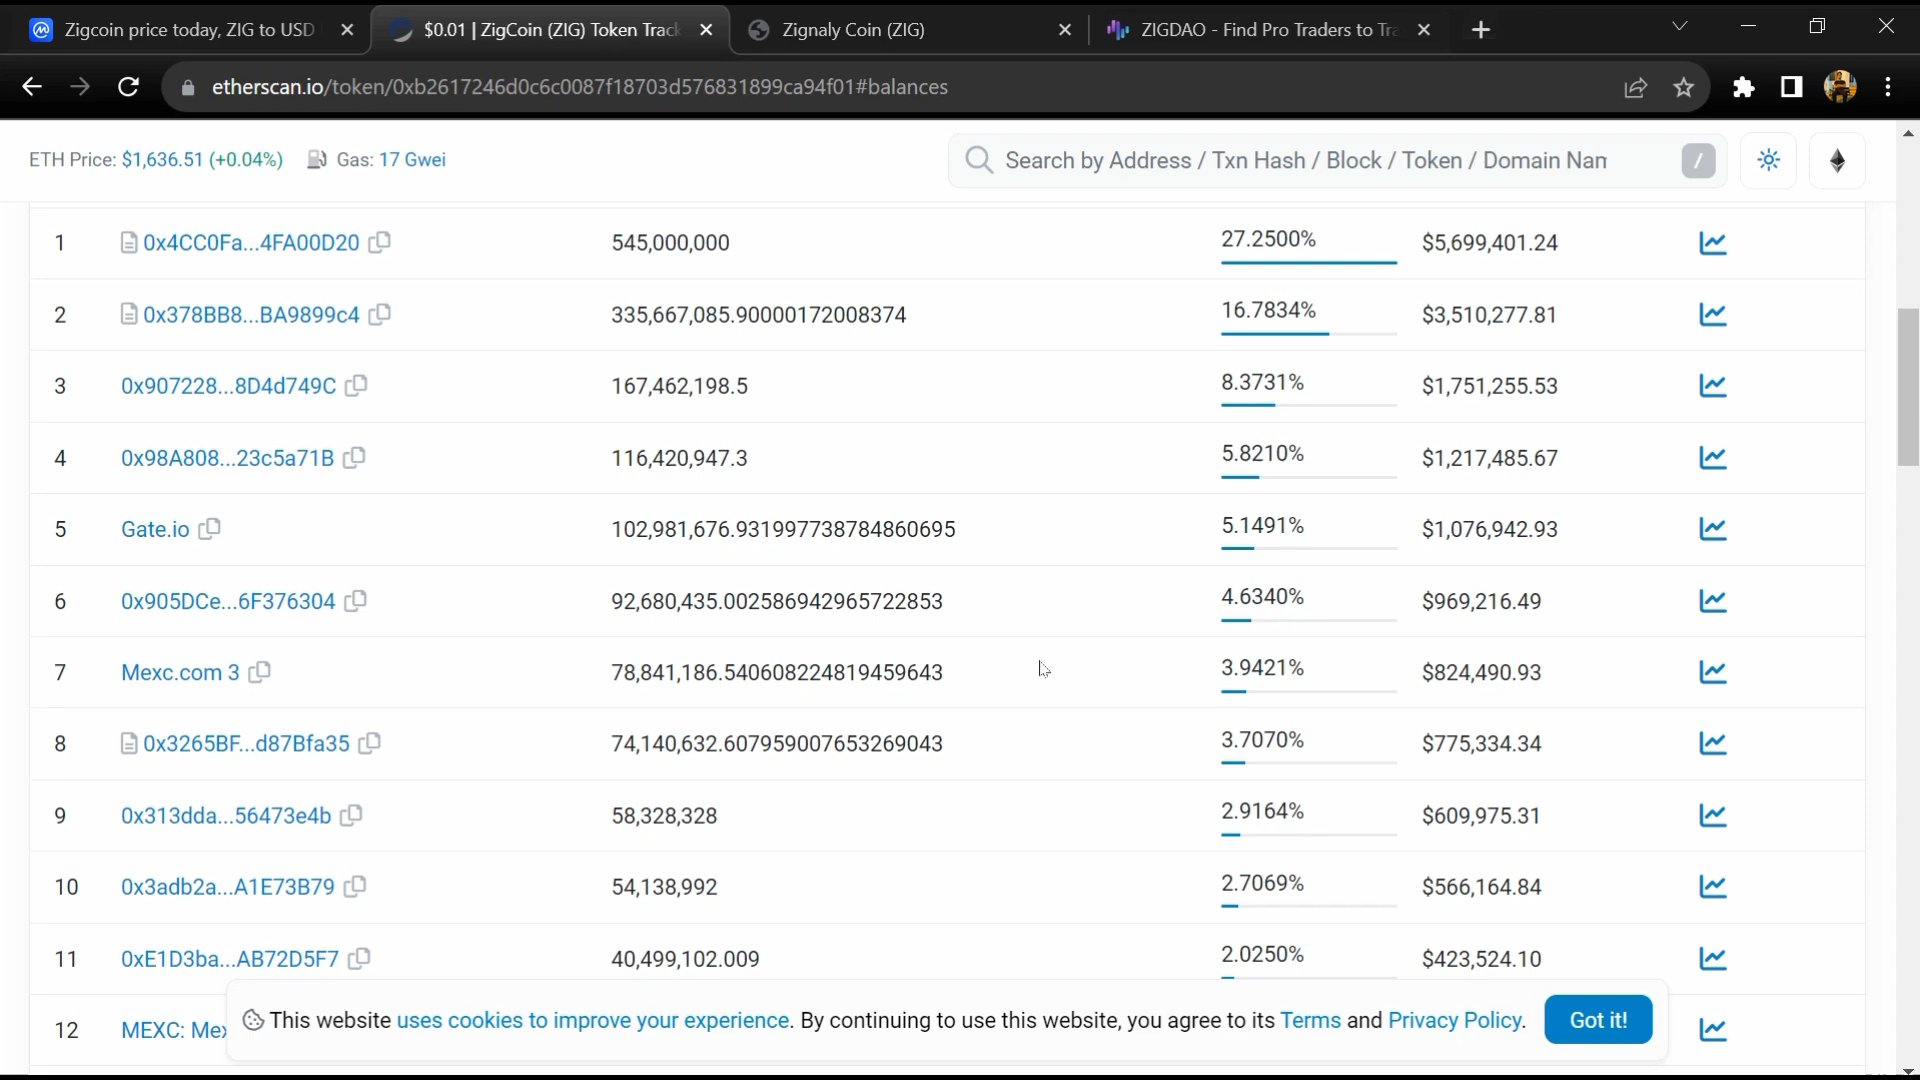 Zigcoin price today, ZIG to USD
$0.01 | ZigCoin (ZIG) Token Track
Zignaly Coin (ZIG)
ZIGDAO - Find Pro Traders to Tra
etherscan.io/token/0xb2617246d0c6c0087f18703d576831899ca94f01#balances
ETH Price: $1,636.51 (+0.04%) Gas: 17 Gwei
Search by Address / Txn Hash / Block / Token / Domain Nam
/
1 0x4CC0Fa...4FA00D20 545,000,000 27.2500% $5,699,401.24
2 0x378BB8...BA9899c4 335,667,085.90000172008374 16.7834% $3,510,277.81
3 0x907228...8D4d749C 167,462,198.5 8.3731% $1,751,255.53
4 0x98A808...23c5a71B 116,420,947.3 5.8210% $1,217,485.67
5 Gate.io 102,981,676.931997738784860695 5.1491% $1,076,942.93
6 0x905DCe...6F376304 92,680,435.002586942965722853 4.6340% $969,216.49
7 Mexc.com 3 78,841,186.540608224819459643 3.9421% $824,490.93
8 0x3265BF...d87Bfa35 74,140,632.607959007653269043 3.7070% $775,334.34
9 0x313dda...56473e4b 58,328,328 2.9164% $609,975.31
10 0x3adb2a...A1E73B79 54,138,992 2.7069% $566,164.84
11 0xE1D3ba...AB72D5F7 40,499,102.009 2.0250% $423,524.10
12 MEXC: Mex
This website uses cookies to improve your experience. By continuing to use this website, you agree to its Terms and Privacy Policy.
Got it!